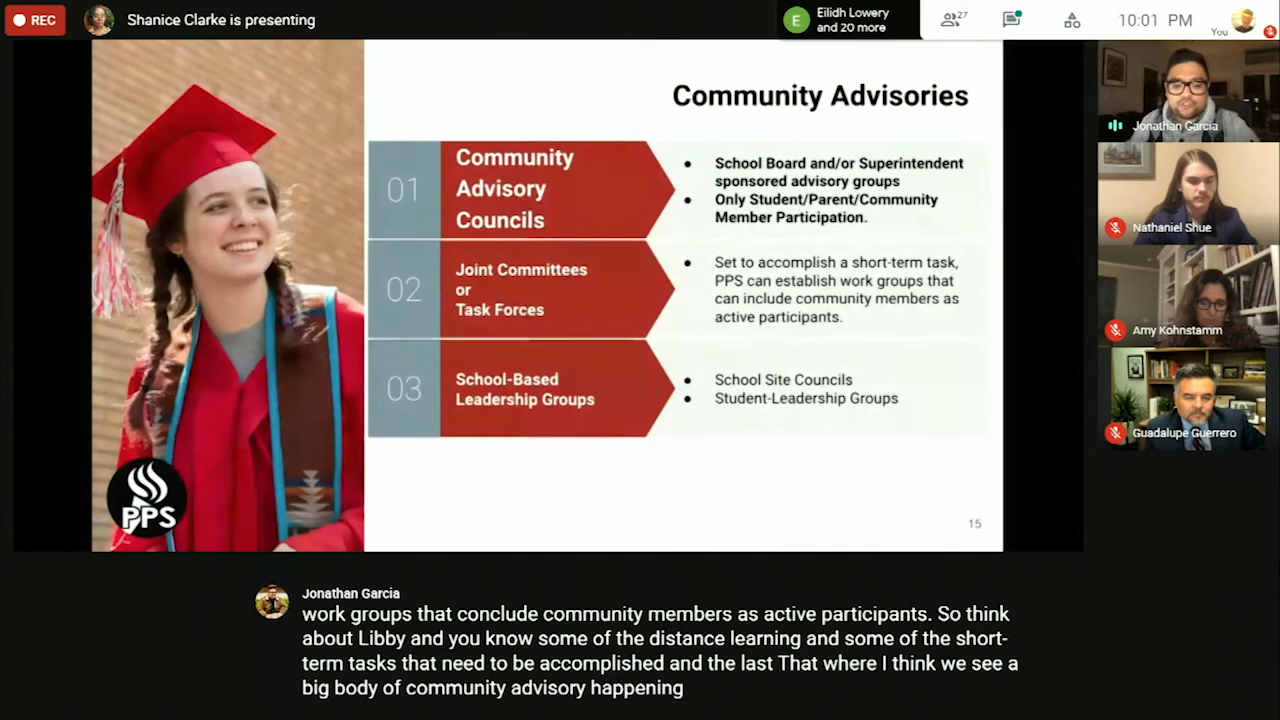 REC
Shanice Clarke is presenting
E
Eilidh Lowery
and 20 more
27
10:01 PM
You
Community Advisories
01
Community
Advisory
Councils
● School Board and/or Superintendent
sponsored advisory groups
● Only Student/Parent/Community
Member Participation.
02
Joint Committees
or
Task Forces
● Set to accomplish a short-term task,
PPS can establish work groups that
can include community members as
active participants.
03
School-Based
Leadership Groups
● School Site Councils
● Student-Leadership Groups
PPS
15
Jonathan Garcia
Nathaniel Shue
Amy Kohnstamm
Guadalupe Guerrero
Jonathan Garcia
work groups that conclude community members as active participants. So think
about Libby and you know some of the distance learning and some of the short-
term tasks that need to be accomplished and the last That where I think we see a
big body of community advisory happening